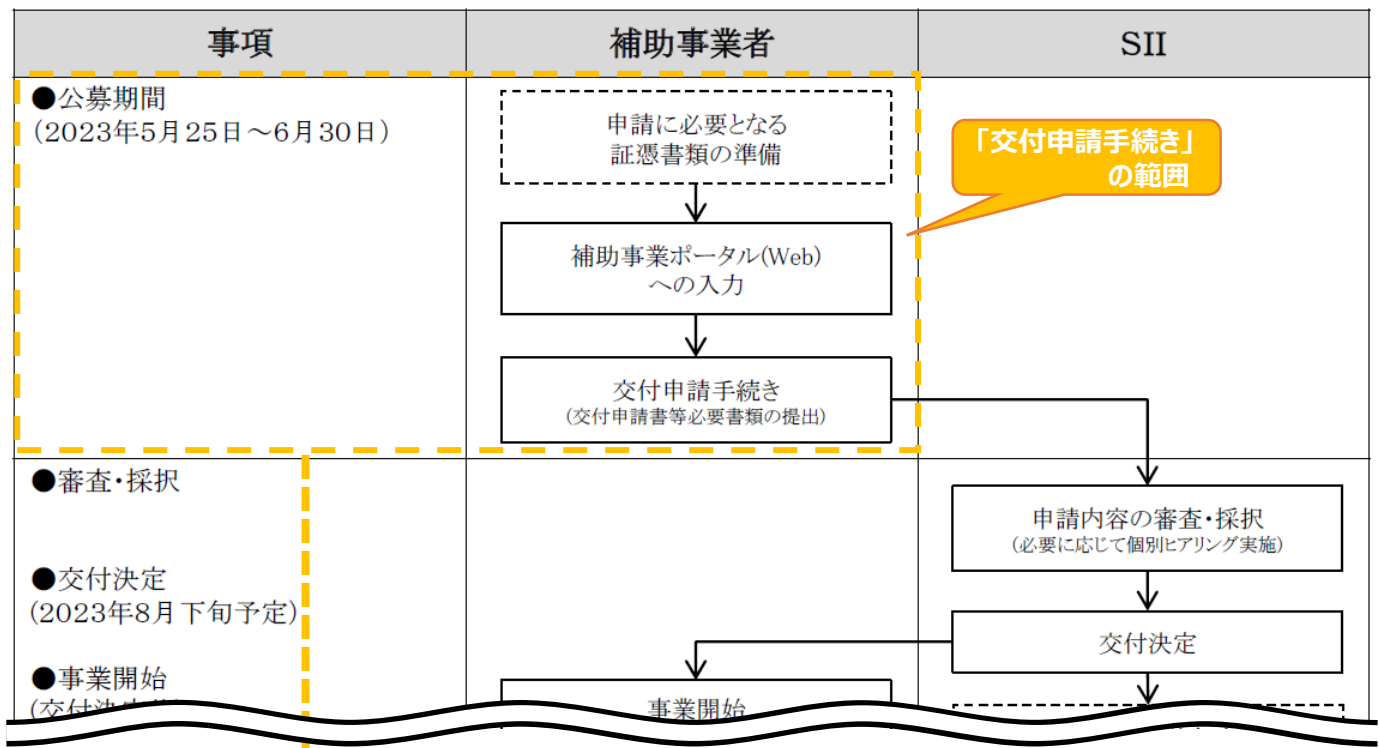 事項
補助事業者
SII
●公募期間
(2023年5月25日～6月30日)
申請に必要となる
証憑書類の準備
「交付申請手続き」
の範囲
補助事業ポータル(Web)
への入力
交付申請手続き
(交付申請書等必要書類の提出)
●審査・採択
申請内容の審査・採択
(必要に応じて個別ヒアリング実施)
●交付決定
(2023年8月下旬予定)
交付決定
●事業開始
事業開始